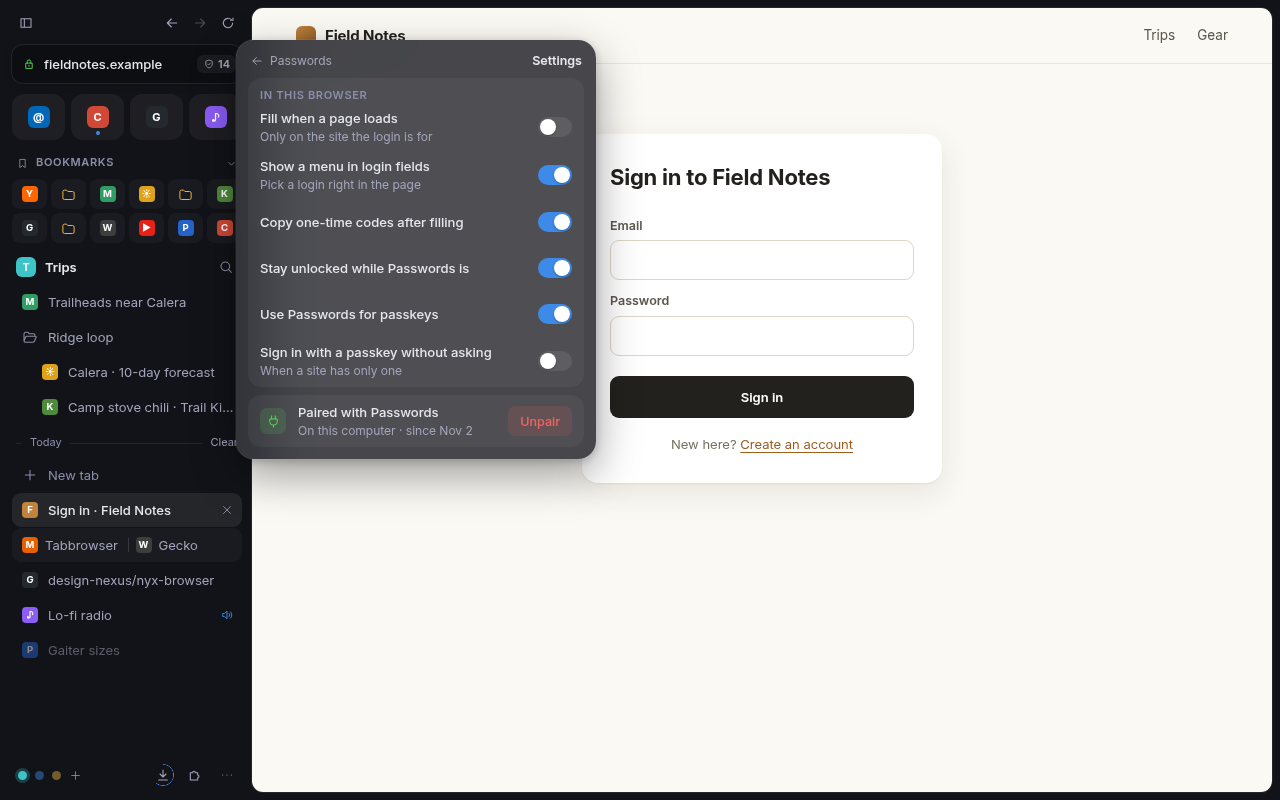 fieldnotes.example
14
@
C
G
BOOKMARKS
Y
M
K
G
W
P
C
T
Trips
M
Trailheads near Calera
Ridge loop
Calera · 10-day forecast
K
Camp stove chili · Trail Ki...
Today
Clear
New tab
F
Sign in · Field Notes
M
Tabbrowser
W
Gecko
G
design-nexus/nyx-browser
Lo-fi radio
P
Gaiter sizes
Passwords
Settings
IN THIS BROWSER
Fill when a page loads
Only on the site the login is for
Show a menu in login fields
Pick a login right in the page
Copy one-time codes after filling
Stay unlocked while Passwords is
Use Passwords for passkeys
Sign in with a passkey without asking
When a site has only one
Paired with Passwords
On this computer · since Nov 2
Unpair
Field Notes
Trips
Gear
Sign in to Field Notes
Email
Password
Sign in
New here? Create an account